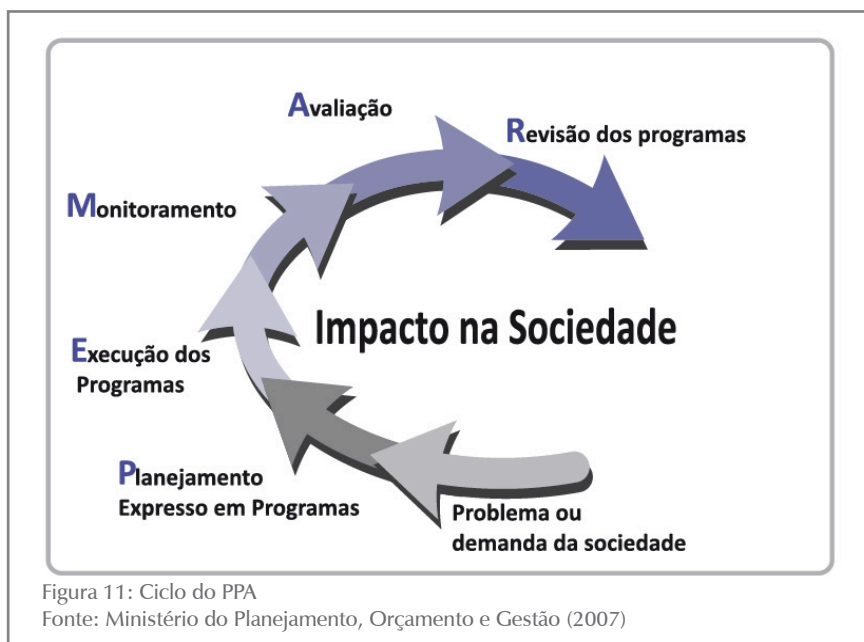 Avaliação
Revisão dos programas
Monitoramento
Impacto na Sociedade
Execução dos
Programas
Planejamento
Expresso em Programas
Problema ou
demanda da sociedade
Figura 11: Ciclo do PPA
Fonte: Ministério do Planejamento, Orçamento e Gestão (2007)